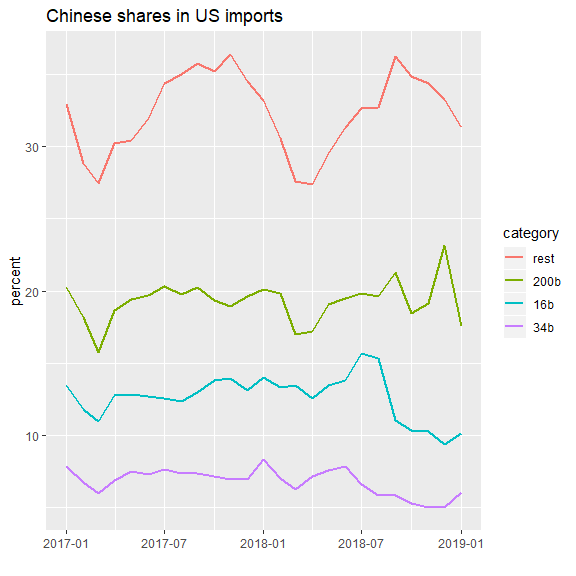 Chinese shares in US imports
percent
30
20
10
2017-01
2017-07
2018-01
2018-07
2019-01
category
rest
200b
16b
34b